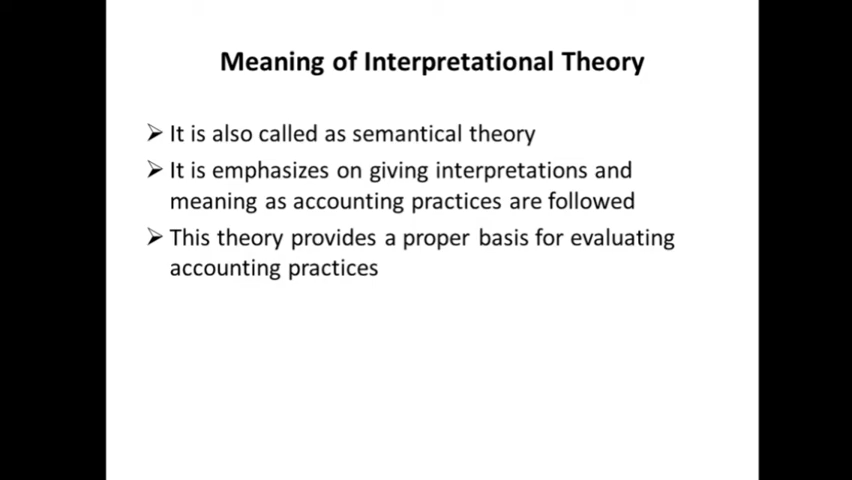 Meaning of Interpretational Theory
➢ It is also called as semantical theory
➢ It is emphasizes on giving interpretations and
meaning as accounting practices are followed
➢ This theory provides a proper basis for evaluating
accounting practices